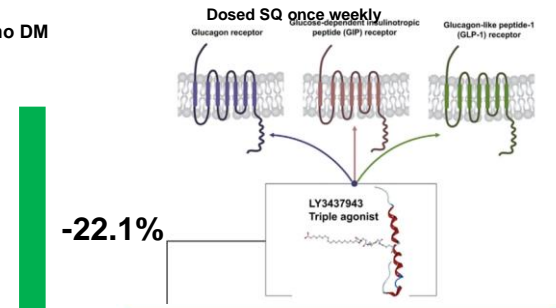 Dosed SQ once weekly
no DM
Glucagon receptor
Glucose-dependent insulinotropic
peptide (GIP) receptor
Glucagon-like peptide-1
(GLP-1) receptor
-22.1%
LY3437943
Triple agonist